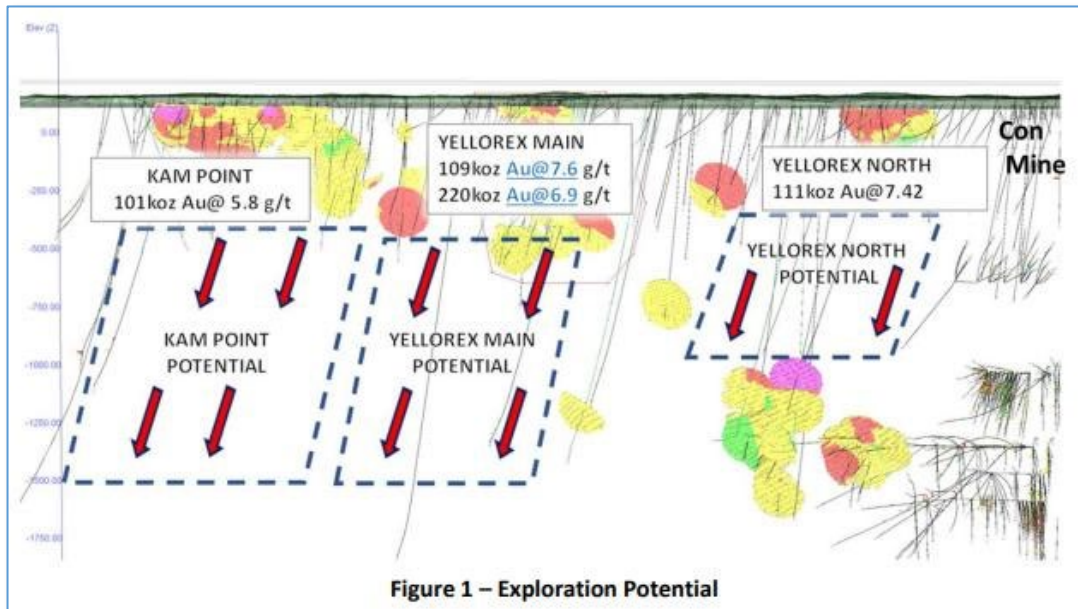 Elev (Z)
0.00
-250.00
-500.00
-750.00
-1000.00
-1250.00
-1500.00
-1750.00
KAM POINT
101koz Au@ 5.8 g/t
YELLOREX MAIN
109koz Au@7.6 g/t
220koz Au@6.9 g/t
YELLOREX NORTH
111koz Au@7.42
Con
Mine
KAM POINT
POTENTIAL
YELLOREX MAIN
POTENTIAL
YELLOREX NORTH
POTENTIAL
Figure 1 – Exploration Potential